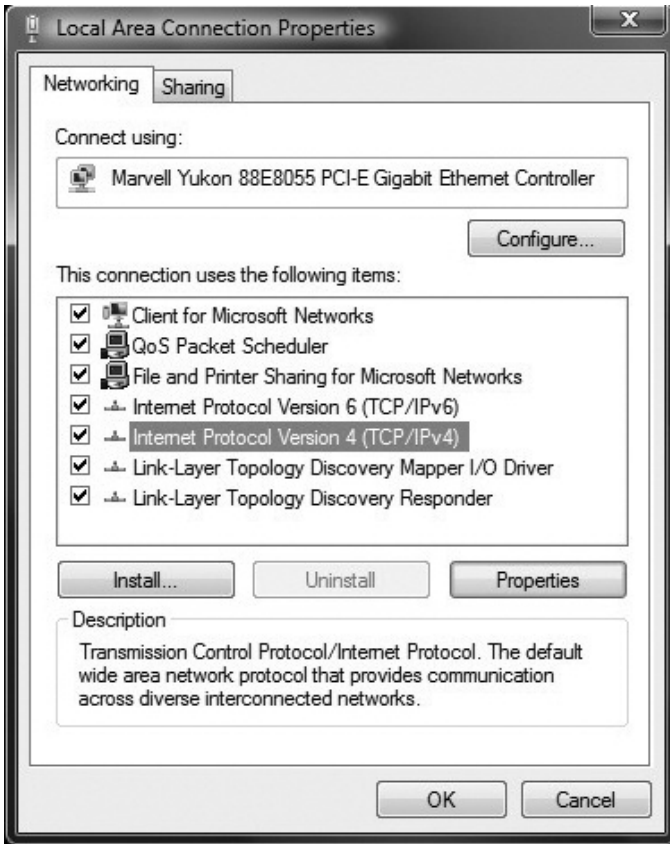 Local Area Connection Properties
Networking
Sharing
Connect using:
Marvell Yukon 88E8055 PCI-E Gigabit Ethernet Controller
Configure...
This connection uses the following items:
Client for Microsoft Networks
QoS Packet Scheduler
File and Printer Sharing for Microsoft Networks
Internet Protocol Version 6 (TCP/IPv6)
Internet Protocol Version 4 (TCP/IPv4)
Link-Layer Topology Discovery Mapper I/O Driver
Link-Layer Topology Discovery Responder
Install...
Uninstall
Properties
Description
Transmission Control Protocol/Internet Protocol. The default
wide area network protocol that provides communication
across diverse interconnected networks.
OK
Cancel